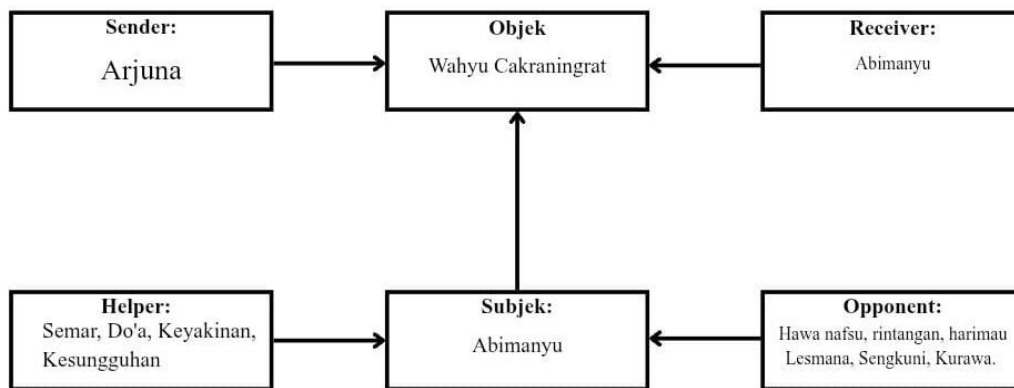 Sender:
Arjuna
Objek
Wahyu Cakraningrat
Receiver:
Abimanyu
Helper:
Semar, Do'a, Keyakinan,
Kesungguhan
Subjek:
Abimanyu
Opponent:
Hawa nafsu, rintangan, harimau
Lesmana, Sengkuni, Kurawa.